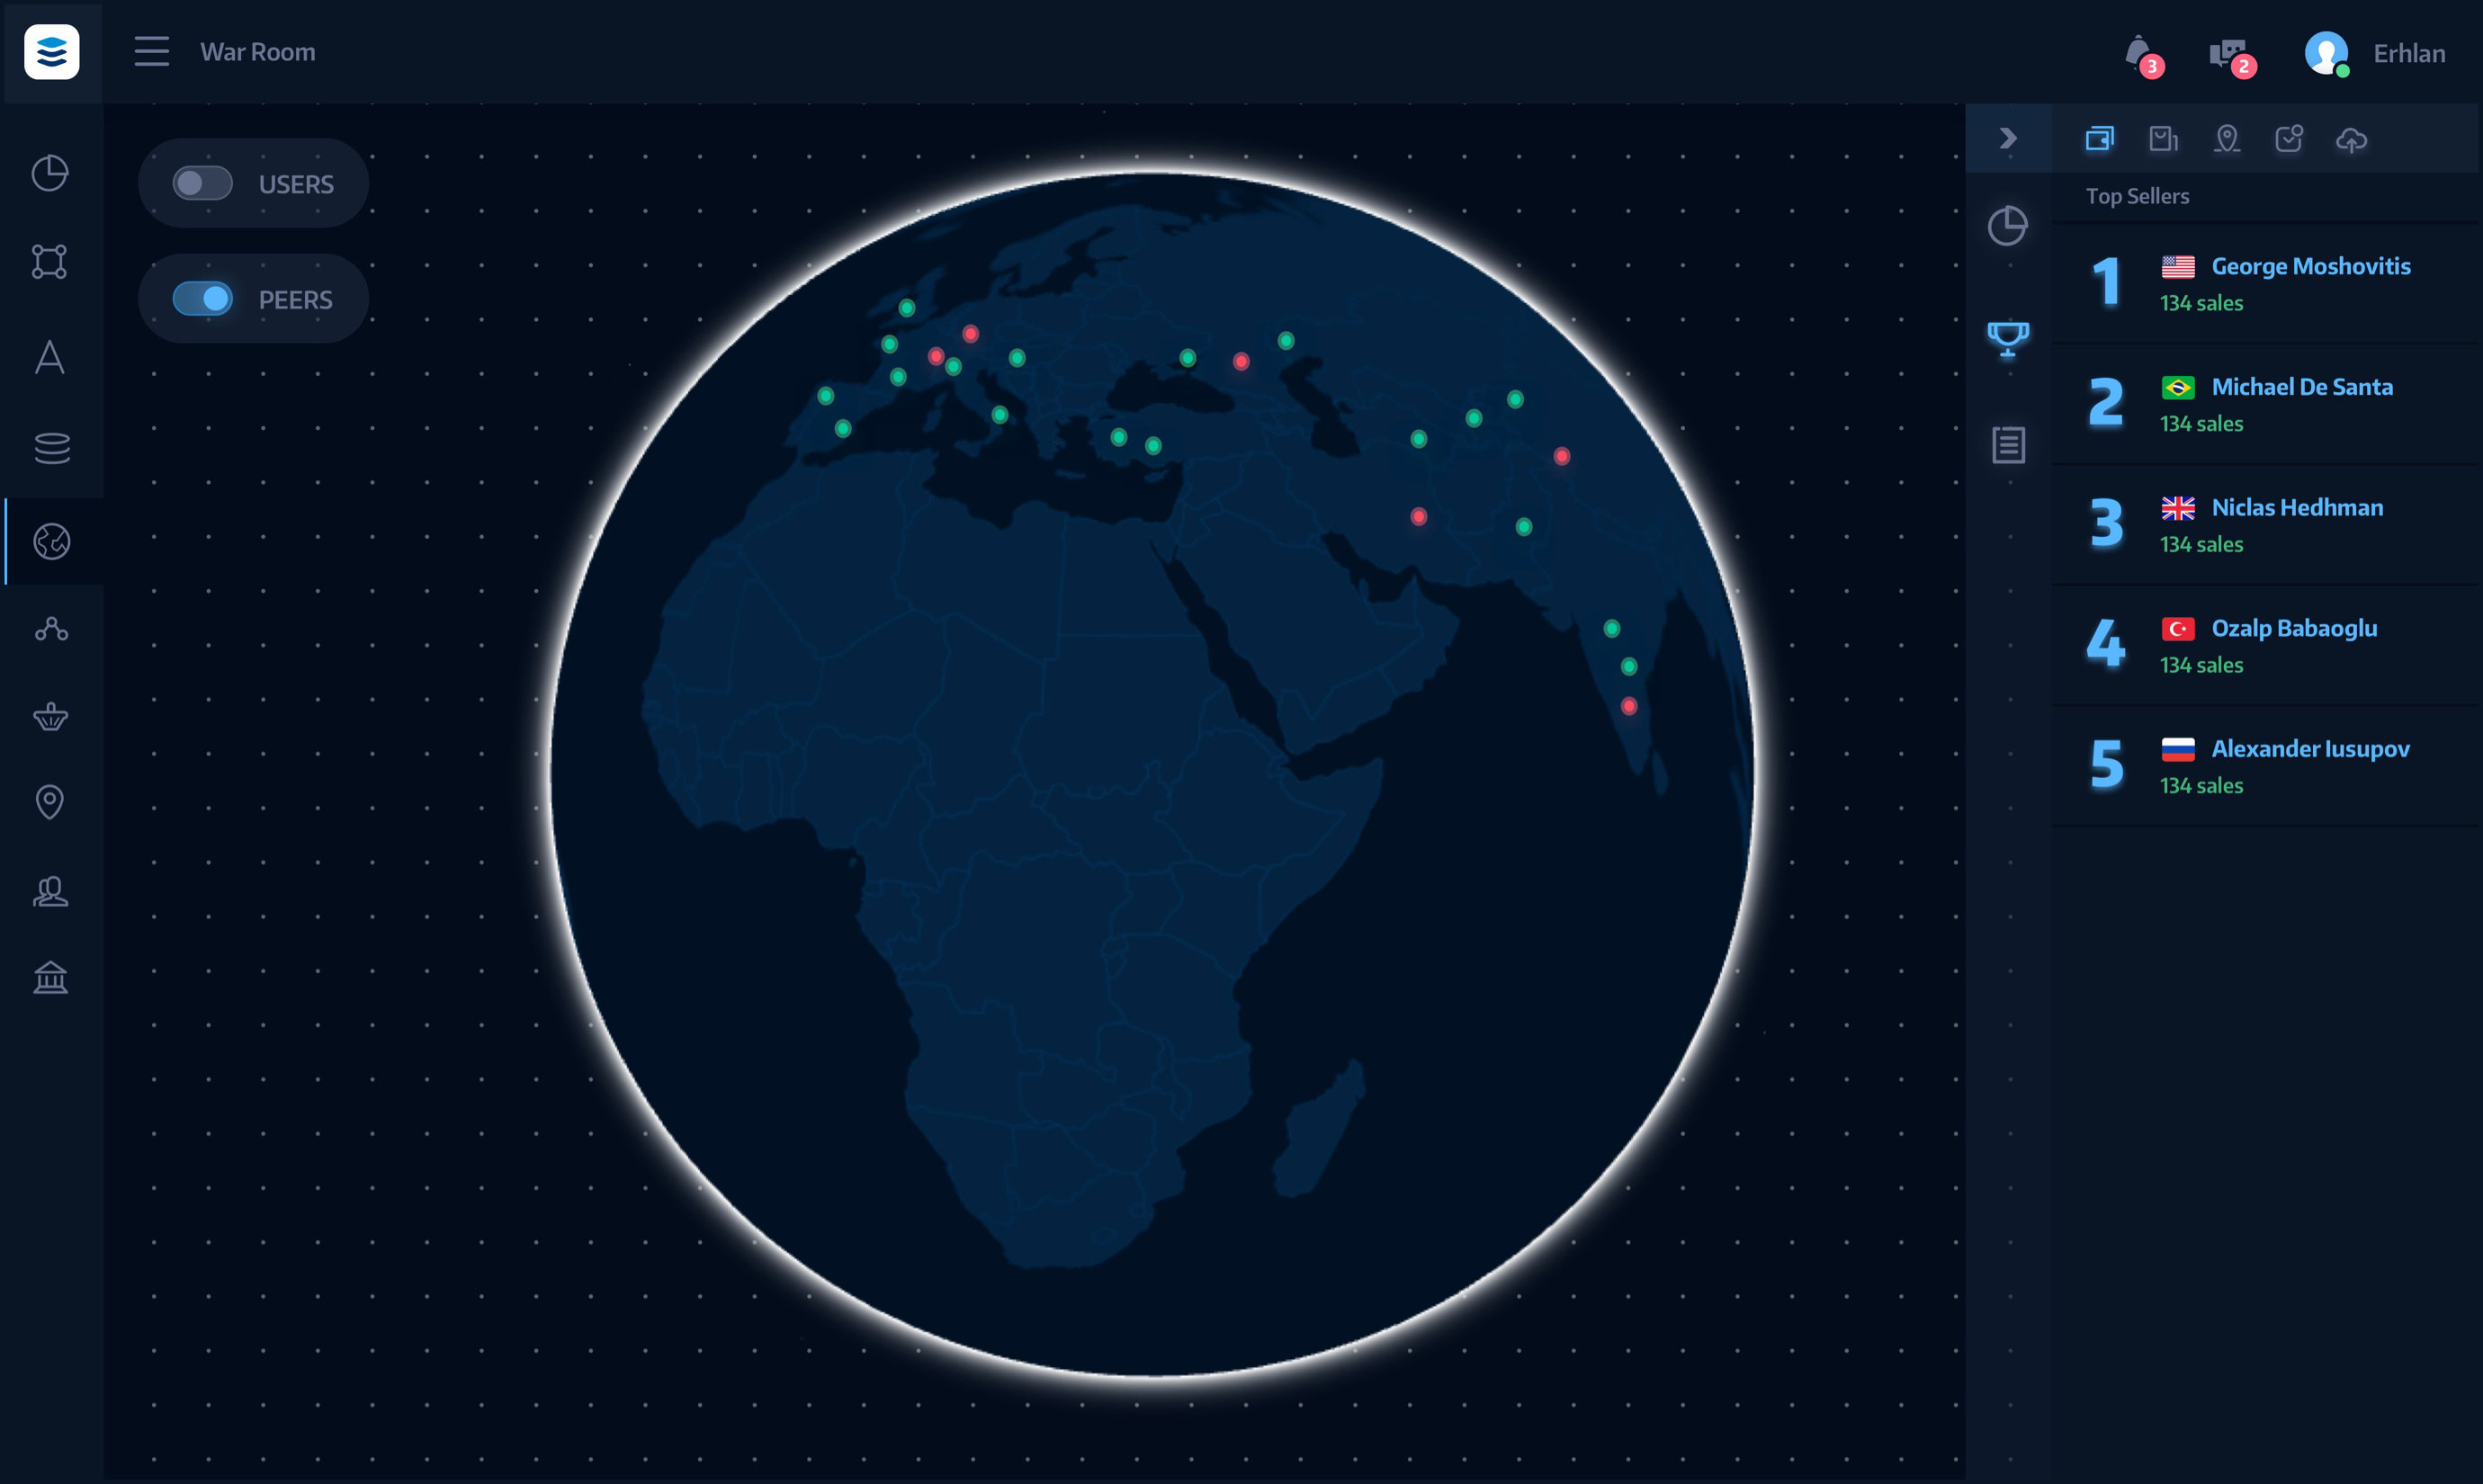 War Room
3
2
Erhlan
USERS
PEERS
Top Sellers
1
George Moshovitis
134 sales
2
Michael De Santa
134 sales
3
Niclas Hedhman
134 sales
4
Ozalp Babaoglu
134 sales
5
Alexander Iusupov
134 sales